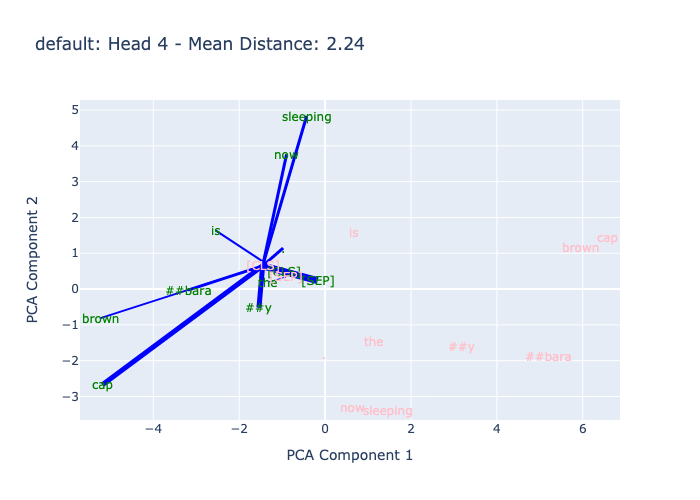 default: Head 4 - Mean Distance: 2.24
5
sleeping
4
now
3
2
is
is
cap
brown
1
.
[SEP]
the
0
##bara
##y
brown
−1
the
##y
##bara
−2
cap
−3
now
sleeping
−4
−2
0
2
4
6
PCA Component 1
PCA Component 2